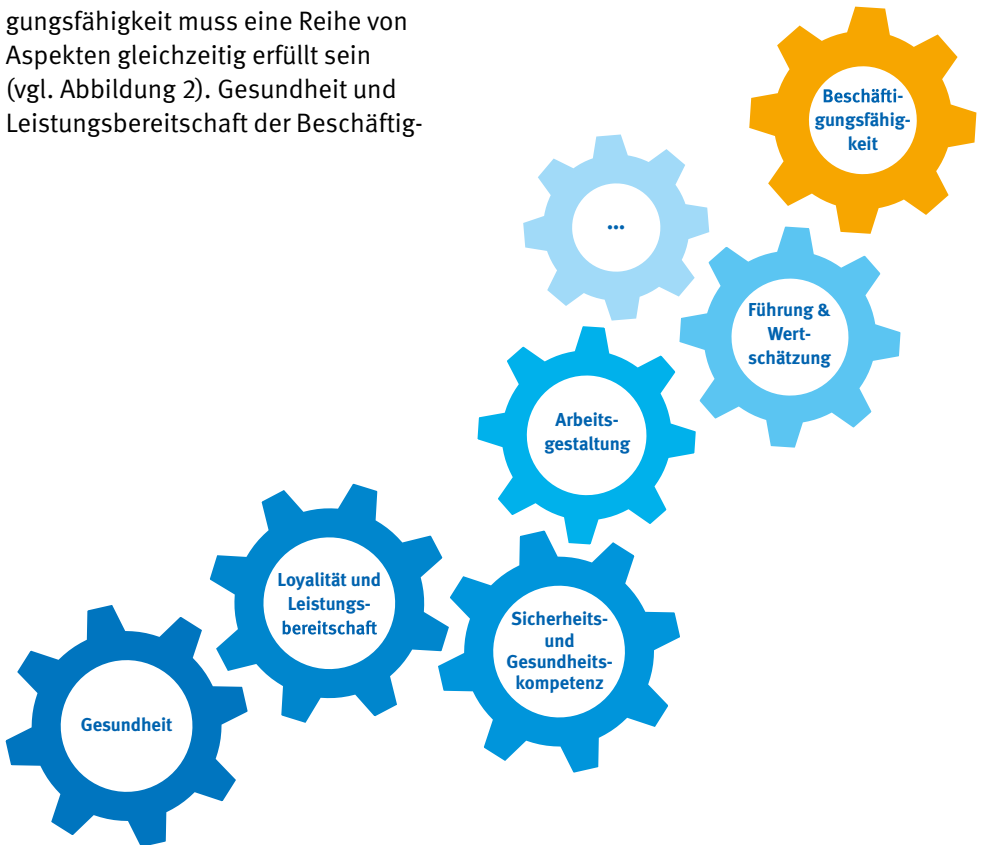 gungsfähigkeit muss eine Reihe von
Aspekten gleichzeitig erfüllt sein
(vgl. Abbildung 2). Gesundheit und
Leistungsbereitschaft der Beschäftig-
Beschäfti-
gungsfähig-
keit
...
Führung &
Wert-
schätzung
Arbeits-
gestaltung
Loyalität und
Leistungs-
bereitschaft
Sicherheits-
und
Gesundheits-
kompetenz
Gesundheit